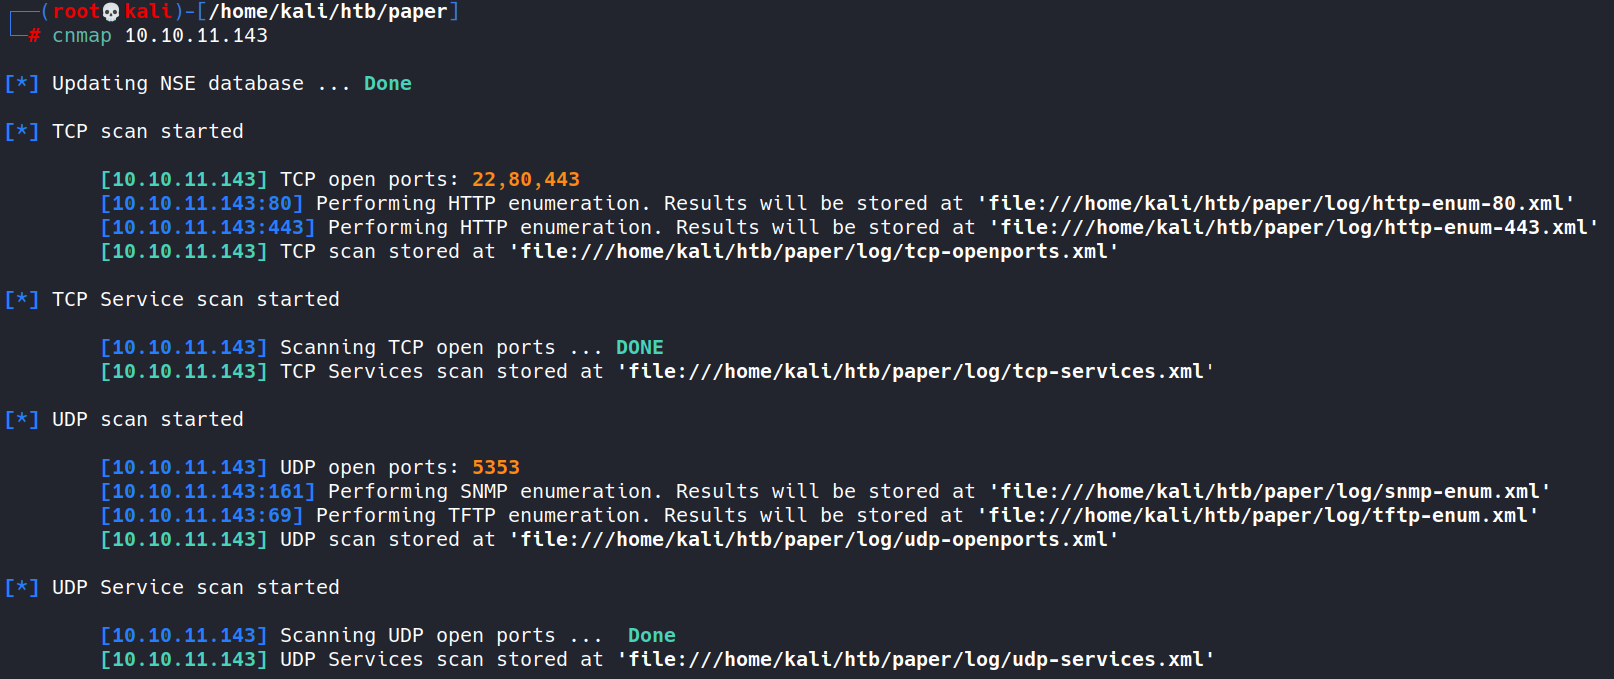 ┌──(root💀kali)-[/home/kali/htb/paper]
└─# cnmap 10.10.11.143
[*] Updating NSE database ... Done
[*] TCP scan started
[10.10.11.143] TCP open ports: 22,80,443
[10.10.11.143:80] Performing HTTP enumeration. Results will be stored at 'file:///home/kali/htb/paper/log/http-enum-80.xml'
[10.10.11.143:443] Performing HTTP enumeration. Results will be stored at 'file:///home/kali/htb/paper/log/http-enum-443.xml'
[10.10.11.143] TCP scan stored at 'file:///home/kali/htb/paper/log/tcp-openports.xml'
[*] TCP Service scan started
[10.10.11.143] Scanning TCP open ports ... DONE
[10.10.11.143] TCP Services scan stored at 'file:///home/kali/htb/paper/log/tcp-services.xml'
[*] UDP scan started
[10.10.11.143] UDP open ports: 5353
[10.10.11.143:161] Performing SNMP enumeration. Results will be stored at 'file:///home/kali/htb/paper/log/snmp-enum.xml'
[10.10.11.143:69] Performing TFTP enumeration. Results will be stored at 'file:///home/kali/htb/paper/log/tftp-enum.xml'
[10.10.11.143] UDP scan stored at 'file:///home/kali/htb/paper/log/udp-openports.xml'
[*] UDP Service scan started
[10.10.11.143] Scanning UDP open ports ...  Done
[10.10.11.143] UDP Services scan stored at 'file:///home/kali/htb/paper/log/udp-services.xml'